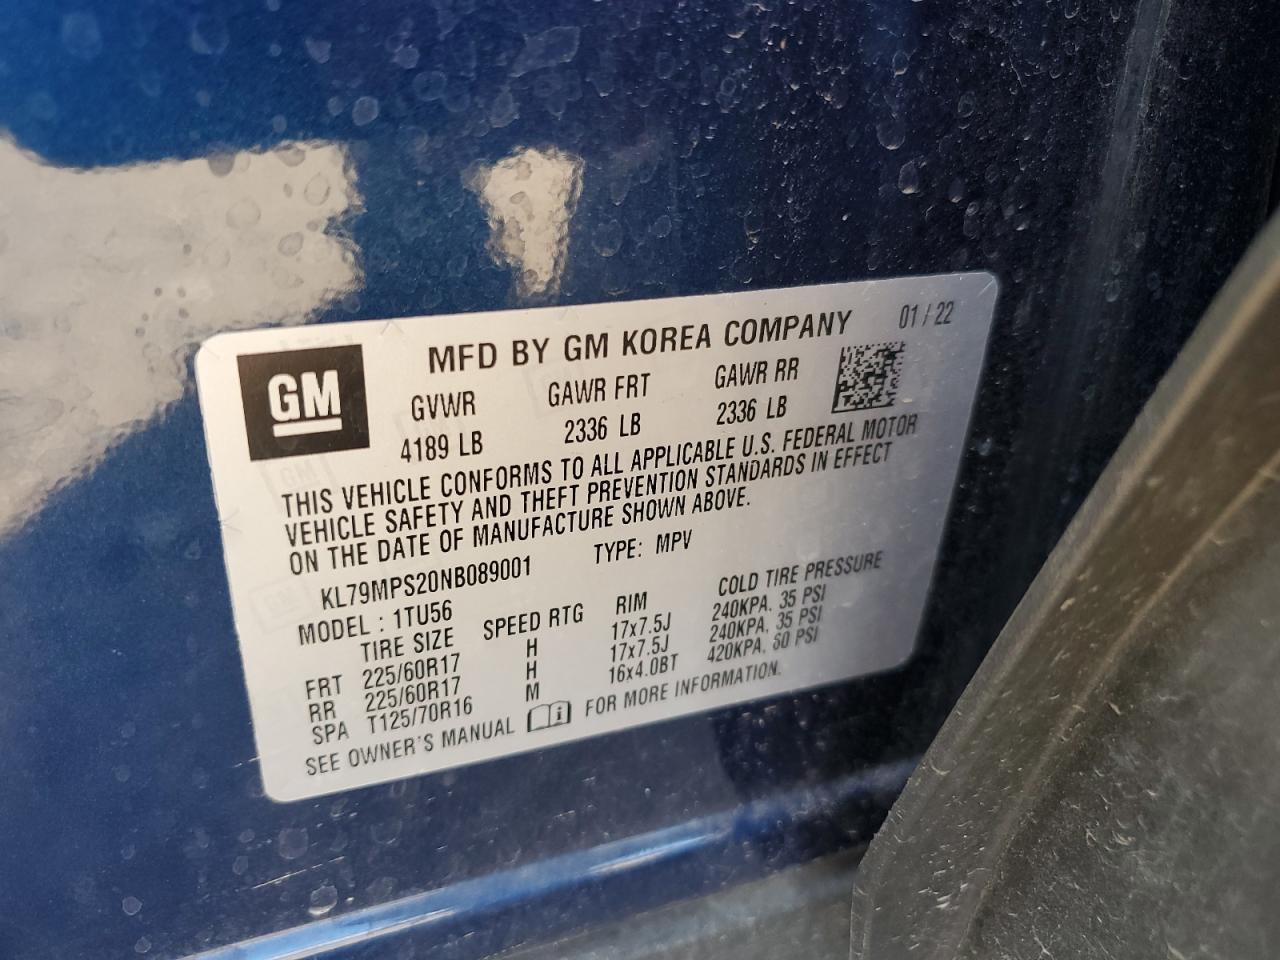 GM
MFD BY GM KOREA COMPANY 01 / 22
GVWR GAWR FRT GAWR RR
4189 LB 2336 LB 2336 LB
THIS VEHICLE CONFORMS TO ALL APPLICABLE U.S. FEDERAL MOTOR
VEHICLE SAFETY AND THEFT PREVENTION STANDARDS IN EFFECT
ON THE DATE OF MANUFACTURE SHOWN ABOVE.
KL79MPS20NB089001 TYPE: MPV
MODEL : 1TU56
TIRE SIZE SPEED RTG RIM COLD TIRE PRESSURE
FRT 225/60R17 H 17x7.5J 240KPA. 35 PSI
RR 225/60R17 H 17x7.5J 240KPA. 35 PSI
SPA T125/70R16 M 16x4.0BT 420KPA. 60 PSI
SEE OWNER'S MANUAL i FOR MORE INFORMATION.